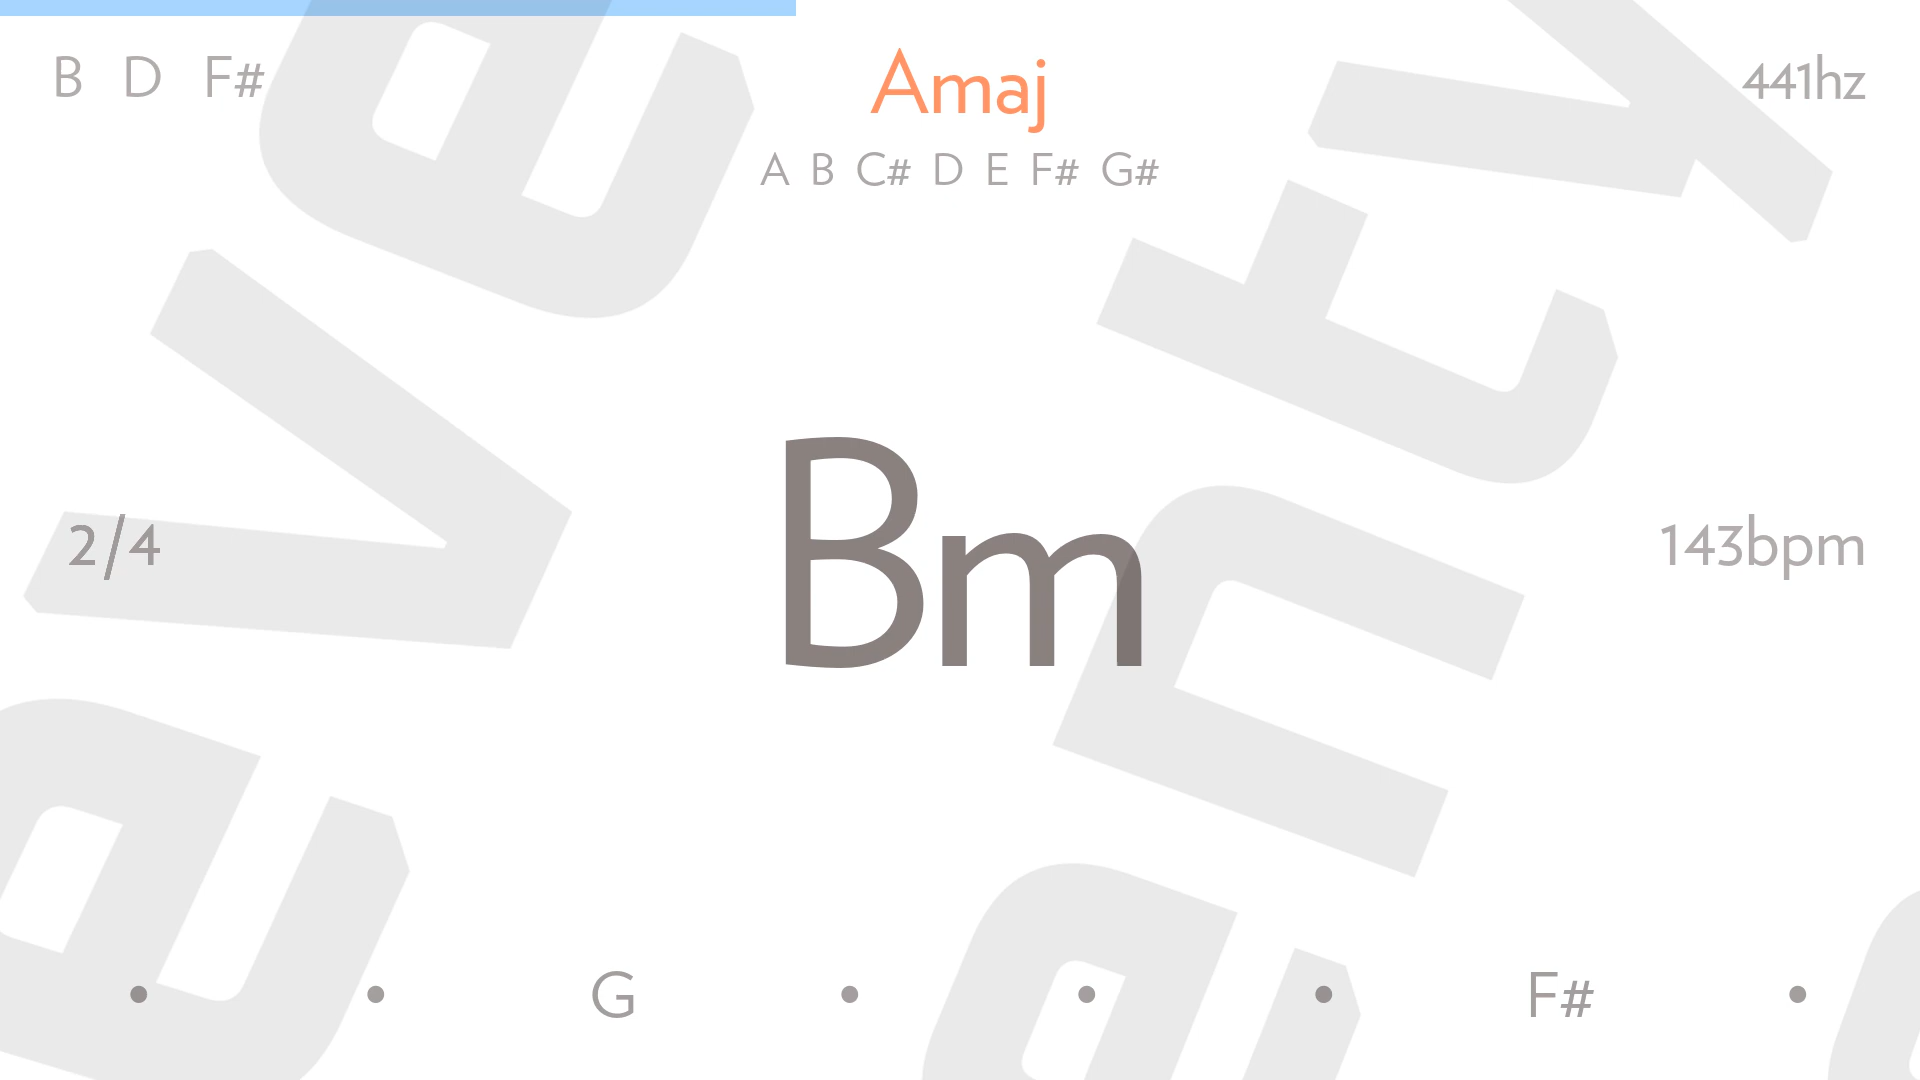 B D F#
Amaj
441hz
A B C# D E F# G#
2/4
Bm
143bpm
• • G • • • F# •